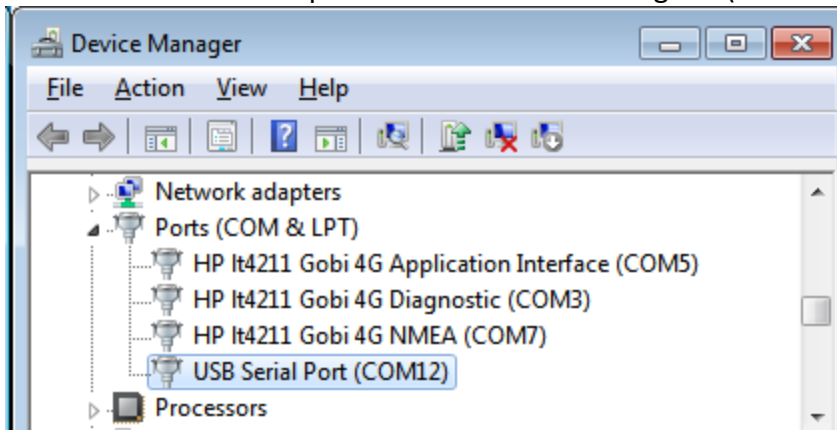 Device Manager
File Action View Help
Network adapters
Ports (COM & LPT)
HP lt4211 Gobi 4G Application Interface (COM5)
HP lt4211 Gobi 4G Diagnostic (COM3)
HP lt4211 Gobi 4G NMEA (COM7)
USB Serial Port (COM12)
Processors